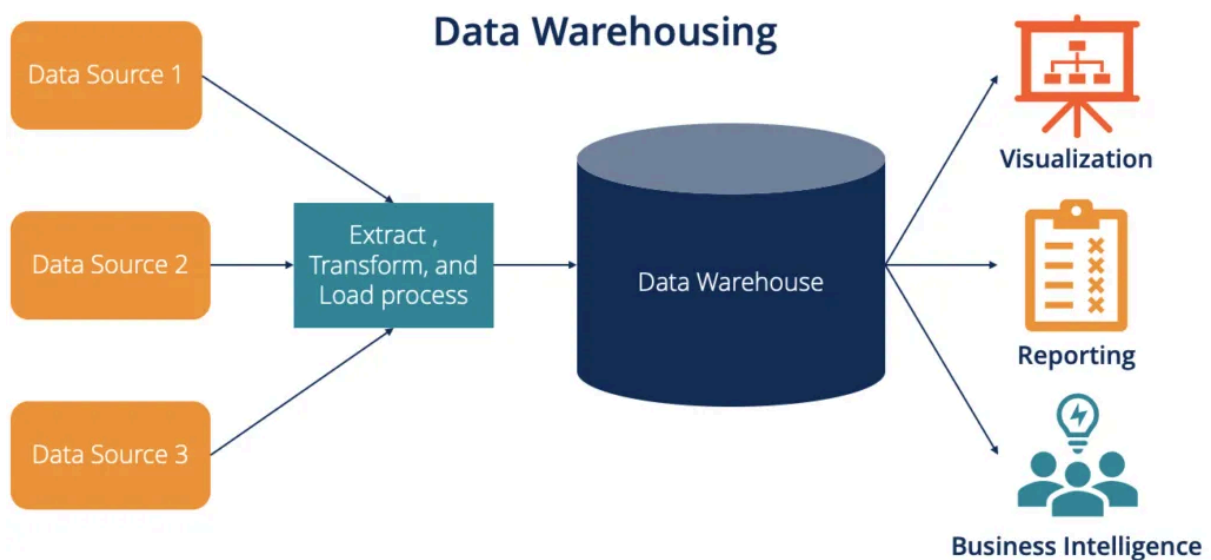 Data Warehousing
Data Source 1
Data Source 2
Data Source 3
Extract ,
Transform, and
Load process
Data Warehouse
Visualization
Reporting
Business Intelligence